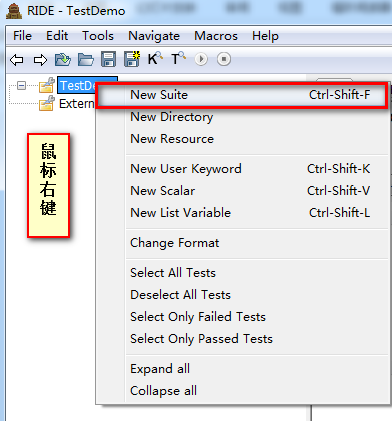 RIDE - TestDemo
File Edit Tools Navigate Macros Help
TestDe
Extern
New Suite Ctrl-Shift-F
New Directory
New Resource
New User Keyword Ctrl-Shift-K
New Scalar Ctrl-Shift-V
New List Variable Ctrl-Shift-L
Change Format
Select All Tests
Deselect All Tests
Select Only Failed Tests
Select Only Passed Tests
Expand all
Collapse all
鼠标右键